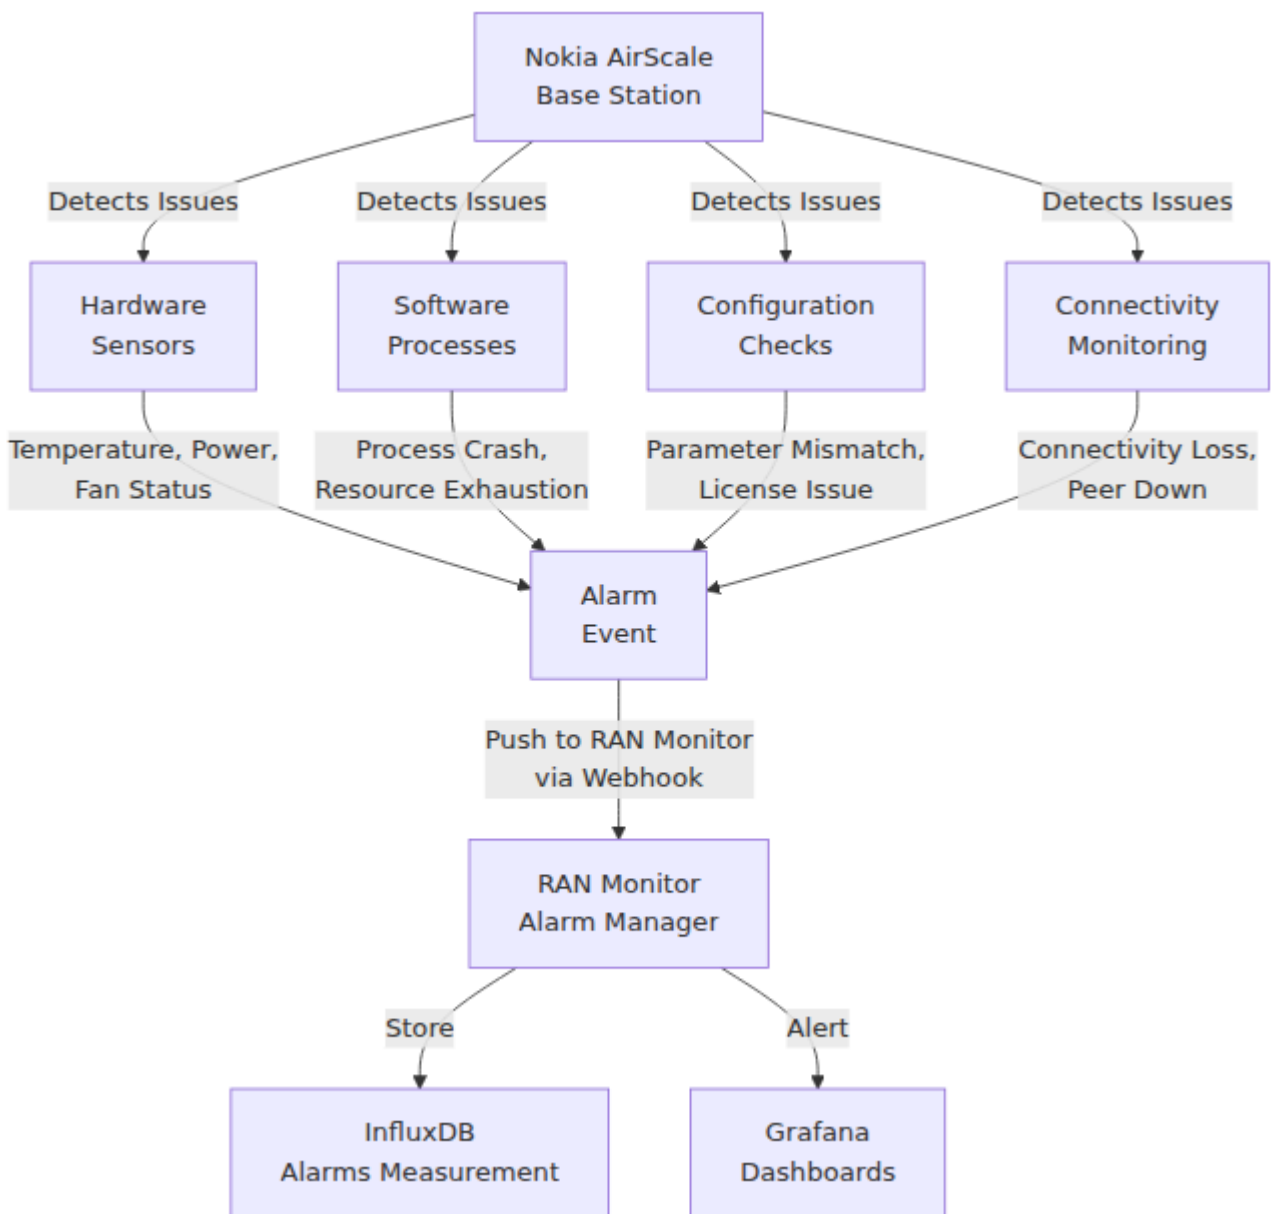 Nokia AirScale
Base Station
Detects Issues
Detects Issues
Detects Issues
Detects Issues
Hardware
Sensors
Software
Processes
Configuration
Checks
Connectivity
Monitoring
Temperature, Power,
Fan Status
Process Crash,
Resource Exhaustion
Parameter Mismatch,
License Issue
Connectivity Loss,
Peer Down
Alarm
Event
Push to RAN Monitor
via Webhook
RAN Monitor
Alarm Manager
Store
Alert
InfluxDB
Alarms Measurement
Grafana
Dashboards